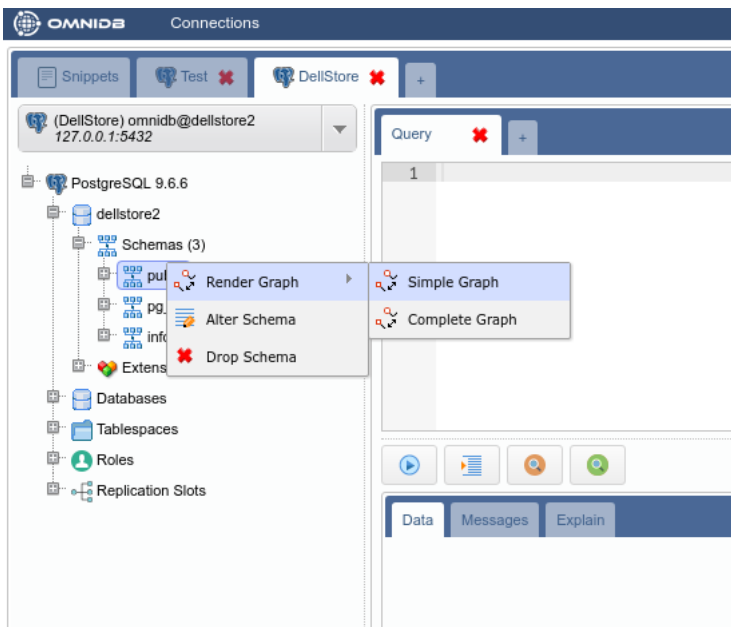 OMNIDB Connections
Snippets Test DellStore +
(DellStore) omnidb@dellstore2
127.0.0.1:5432
Query +
1
PostgreSQL 9.6.6
dellstore2
Schemas (3)
Render Graph Simple Graph
Alter Schema Complete Graph
Drop Schema
Databases
Tablespaces
Roles
Replication Slots
Data Messages Explain